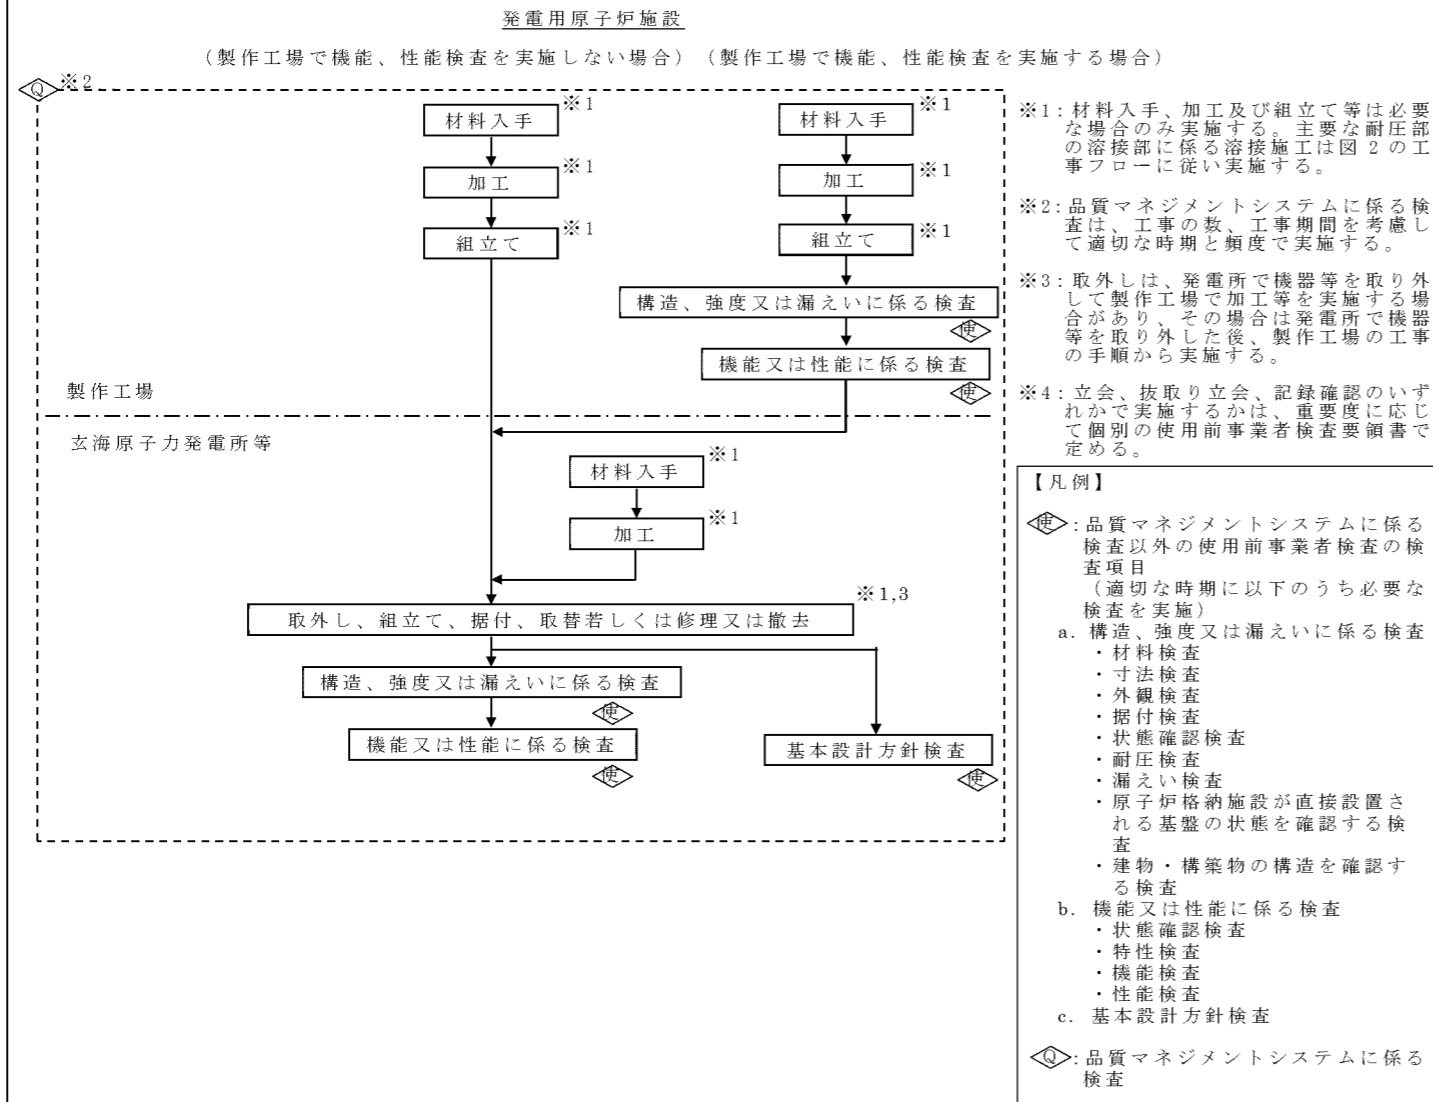 発電用原子炉施設
（製作工場で機能、性能検査を実施しない場合）（製作工場で機能、性能検査を実施する場合）
Q ※2
材料入手 ※1
加工 ※1
組立て ※1
材料入手 ※1
加工 ※1
組立て ※1
構造、強度又は漏えいに係る検査
使
機能又は性能に係る検査
使
製作工場
玄海原子力発電所等
材料入手 ※1
加工 ※1
※1,3
取外し、組立て、据付、取替若しくは修理又は撤去
構造、強度又は漏えいに係る検査
使
機能又は性能に係る検査
使
基本設計方針検査
使
※1：材料入手、加工及び組立て等は必要
な場合のみ実施する。主要な耐圧部
の溶接部に係る溶接施工は図2の工
事フローに従い実施する。
※2：品質マネジメントシステムに係る検
査は、工事の数、工事期間を考慮し
て適切な時期と頻度で実施する。
※3：取外しは、発電所で機器等を取り外
して製作工場で加工等を実施する場
合があり、その場合は発電所で機器
等を取り外した後、製作工場の工事
の手順から実施する。
※4：立会、抜取り立会、記録確認のいず
れかで実施するかは、重要度に応じ
て個別の使用前事業者検査要領書で
定める。
【凡例】
使：品質マネジメントシステムに係る
検査以外の使用前事業者検査の検
査項目
（適切な時期に以下のうち必要な
検査を実施）
a. 構造、強度又は漏えいに係る検査
・材料検査
・寸法検査
・外観検査
・据付検査
・状態確認検査
・耐圧検査
・漏えい検査
・原子炉格納施設が直接設置さ
れる基盤の状態を確認する検
査
・建物・構築物の構造を確認す
る検査
b. 機能又は性能に係る検査
・状態確認検査
・特性検査
・機能検査
・性能検査
c. 基本設計方針検査
Q：品質マネジメントシステムに係る
検査